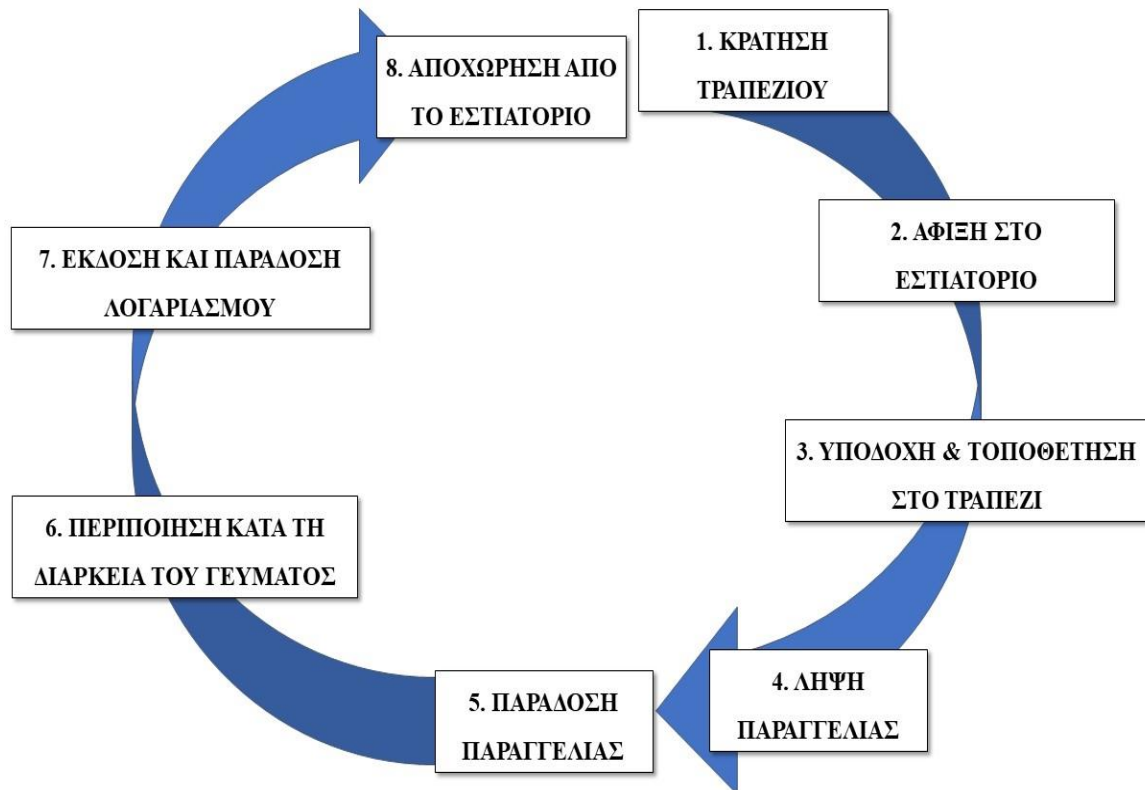 1. ΚΡΑΤΗΣΗ
ΤΡΑΠΕΖΙΟΥ
2. ΑΦΙΞΗ ΣΤΟ
ΕΣΤΙΑΤΟΡΙΟ
3. ΥΠΟΔΟΧΗ & ΤΟΠΟΘΕΤΗΣΗ
ΣΤΟ ΤΡΑΠΕΖΙ
4. ΛΗΨΗ
ΠΑΡΑΓΓΕΛΙΑΣ
5. ΠΑΡΑΔΟΣΗ
ΠΑΡΑΓΓΕΛΙΑΣ
6. ΠΕΡΙΠΟΙΗΣΗ ΚΑΤΑ ΤΗ
ΔΙΑΡΚΕΙΑ ΤΟΥ ΓΕΥΜΑΤΟΣ
7. ΕΚΔΟΣΗ ΚΑΙ ΠΑΡΑΔΟΣΗ
ΛΟΓΑΡΙΑΣΜΟΥ
8. ΑΠΟΧΩΡΗΣΗ ΑΠΟ
ΤΟ ΕΣΤΙΑΤΟΡΙΟ